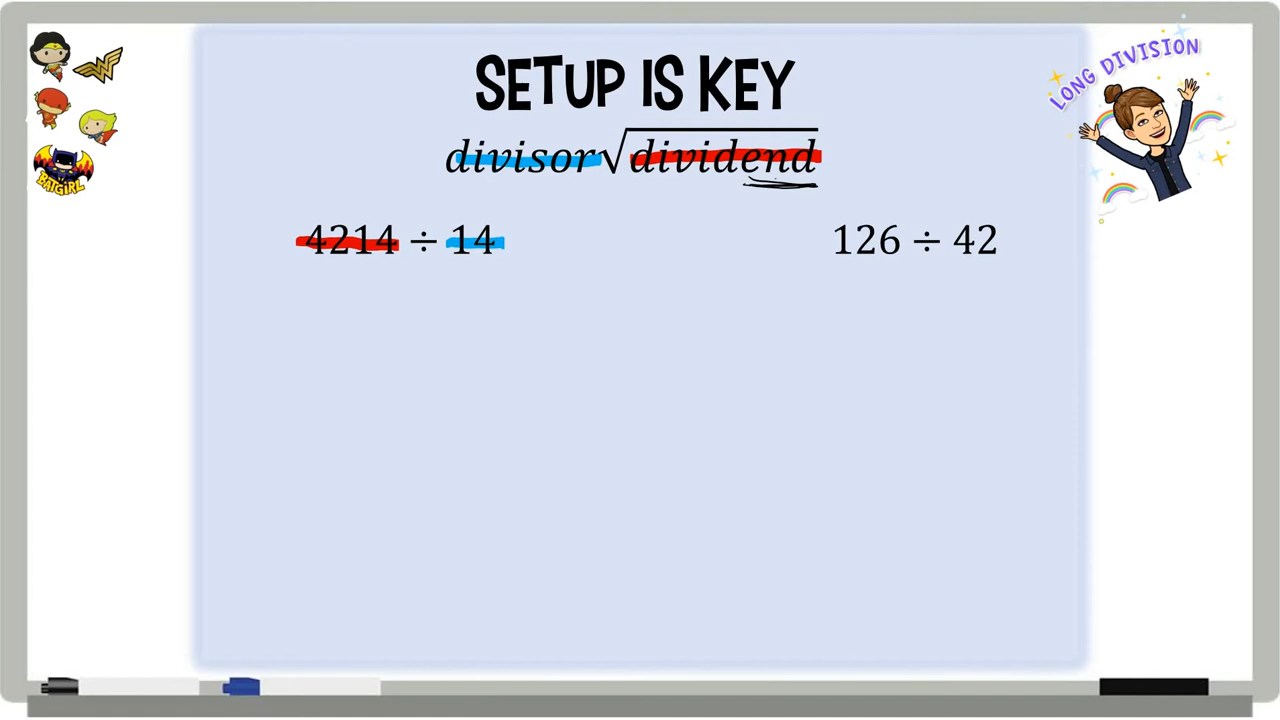 SETUP IS KEY
LONG DIVISION
divisor√dividend
BATGIRL
4214 ÷ 14
126 ÷ 42